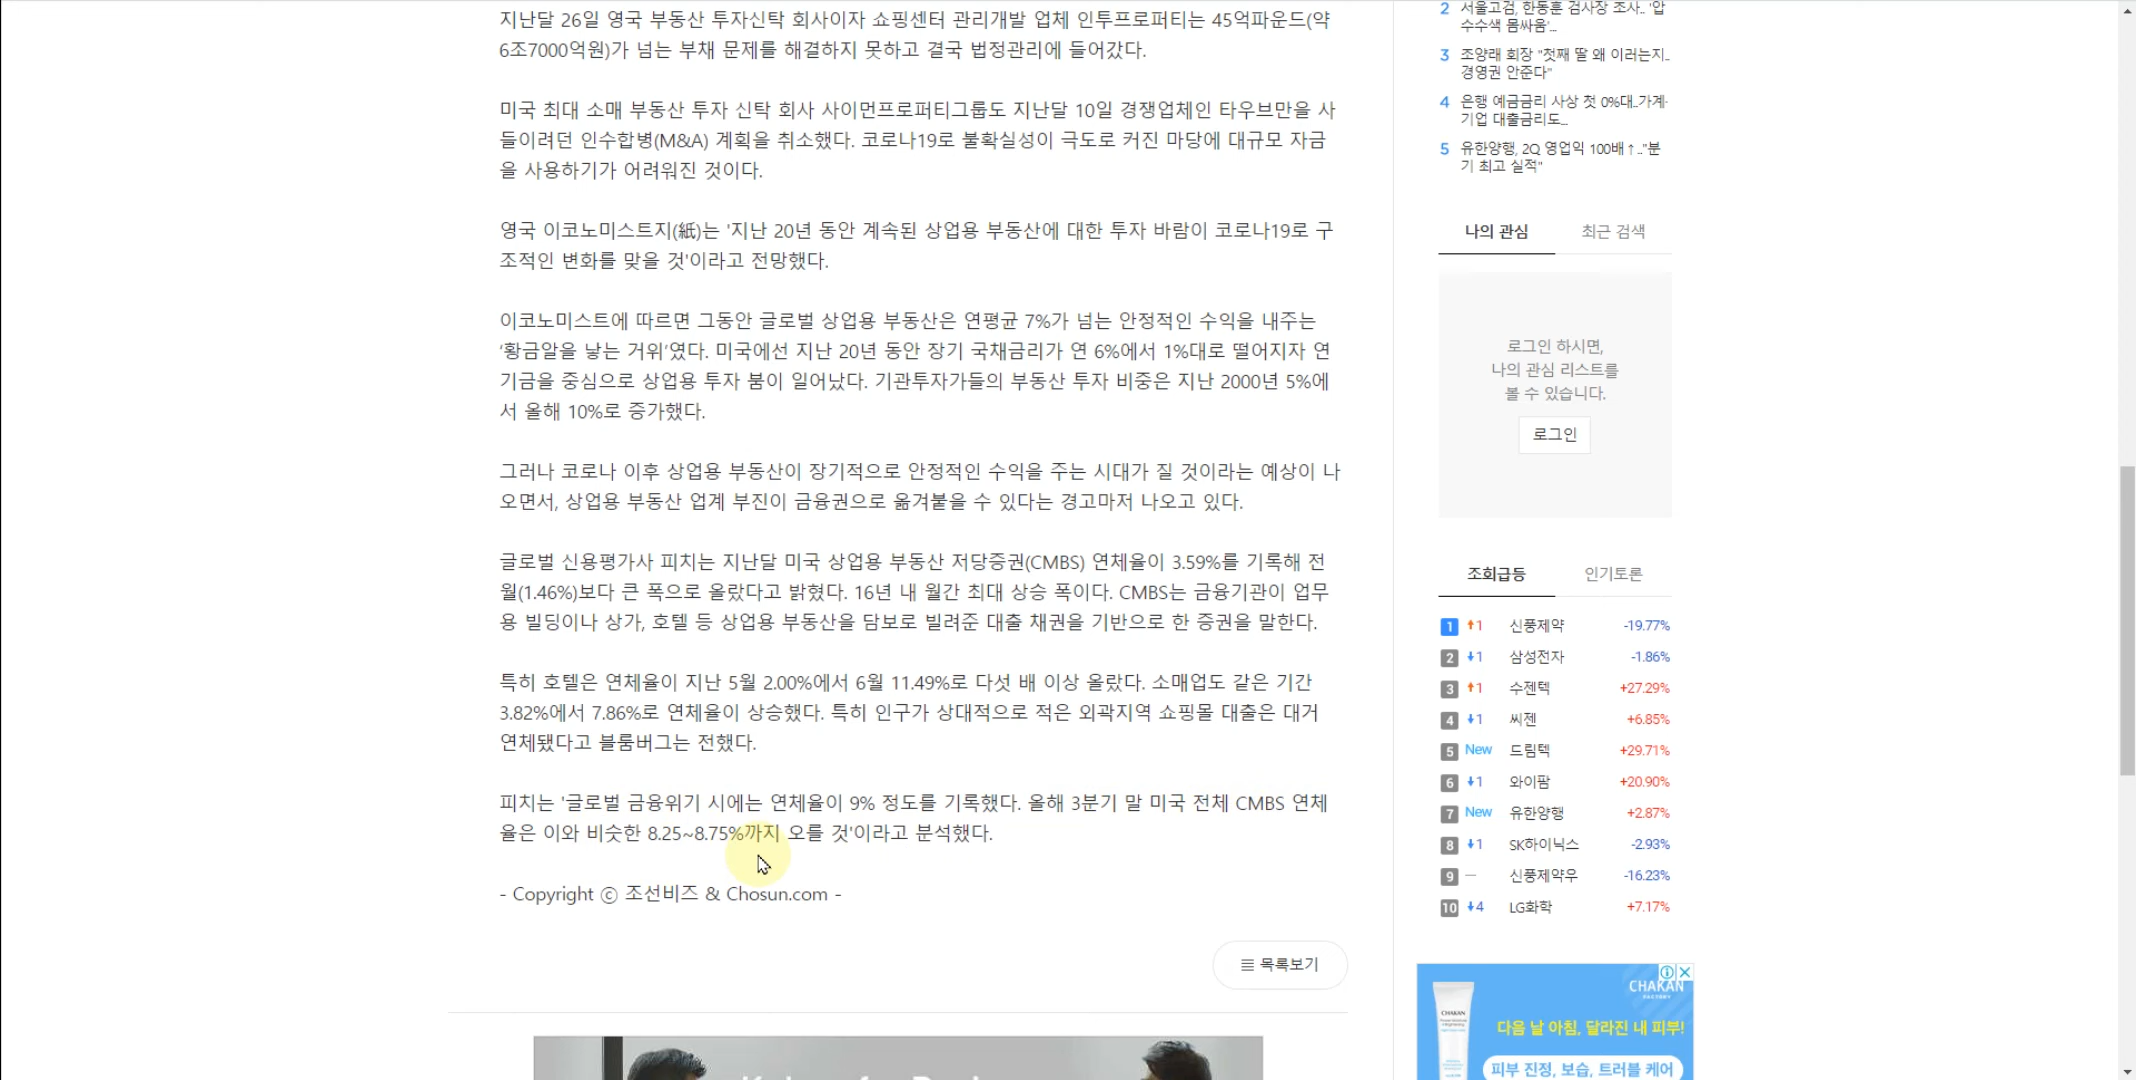 지난달 26일 영국 부동산 투자신탁 회사이자 쇼핑센터 관리개발 업체 인투프로퍼티는 45억파운드(약
6조7000억원)가 넘는 부채 문제를 해결하지 못하고 결국 법정관리에 들어갔다.
미국 최대 소매 부동산 투자 신탁 회사 사이먼프로퍼티그룹도 지난달 10일 경쟁업체인 타우브만을 사
들이려던 인수합병(M&A) 계획을 취소했다. 코로나19로 불확실성이 극도로 커진 마당에 대규모 자금
을 사용하기가 어려워진 것이다.
영국 이코노미스트지(紙)는 '지난 20년 동안 계속된 상업용 부동산에 대한 투자 바람이 코로나19로 구
조적인 변화를 맞을 것'이라고 전망했다.
이코노미스트에 따르면 그동안 글로벌 상업용 부동산은 연평균 7%가 넘는 안정적인 수익을 내주는
'황금알을 낳는 거위'였다. 미국에선 지난 20년 동안 장기 국채금리가 연 6%에서 1%대로 떨어지자 연
기금을 중심으로 상업용 투자 붐이 일어났다. 기관투자가들의 부동산 투자 비중은 지난 2000년 5%에
서 올해 10%로 증가했다.
그러나 코로나 이후 상업용 부동산이 장기적으로 안정적인 수익을 주는 시대가 질 것이라는 예상이 나
오면서, 상업용 부동산 업계 부진이 금융권으로 옮겨붙을 수 있다는 경고마저 나오고 있다.
글로벌 신용평가사 피치는 지난달 미국 상업용 부동산 저당증권(CMBS) 연체율이 3.59%를 기록해 전
월(1.46%)보다 큰 폭으로 올랐다고 밝혔다. 16년 내 월간 최대 상승 폭이다. CMBS는 금융기관이 업무
용 빌딩이나 상가, 호텔 등 상업용 부동산을 담보로 빌려준 대출 채권을 기반으로 한 증권을 말한다.
특히 호텔은 연체율이 지난 5월 2.00%에서 6월 11.49%로 다섯 배 이상 올랐다. 소매업도 같은 기간
3.82%에서 7.86%로 연체율이 상승했다. 특히 인구가 상대적으로 적은 외곽지역 쇼핑몰 대출은 대거
연체됐다고 블룸버그는 전했다.
피치는 '글로벌 금융위기 시에는 연체율이 9% 정도를 기록했다. 올해 3분기 말 미국 전체 CMBS 연체
율은 이와 비슷한 8.25~8.75%까지 오를 것'이라고 분석했다.
- Copyright ⓒ 조선비즈 & Chosun.com -
목록보기
2 서울고검, 한동훈 검사장 조사.. '압
수수색 몸싸움'...
3 조양래 회장 "첫째 딸 왜 이러는지..
경영권 안준다"
4 은행 예금금리 사상 첫 0%대..가계·
기업 대출금리도...
5 유한양행, 2Q 영업익 100배↑.."분
기 최고 실적"
나의 관심 최근 검색
로그인 하시면,
나의 관심 리스트를
볼 수 있습니다.
로그인
조회급등 인기토론
1 ↑1 신풍제약 -19.77%
2 ↓1 삼성전자 -1.86%
3 ↑1 수젠텍 +27.29%
4 ↓1 씨젠 +6.85%
5 New 드림텍 +29.71%
6 ↓1 와이팜 +20.90%
7 New 유한양행 +2.87%
8 ↓1 SK하이닉스 -2.93%
9 — 신풍제약우 -16.23%
10 ↓4 LG화학 +7.17%
CHAKAN
FACTORY
CHAKAN
다음 날 아침, 달라진 내 피부!
피부 진정, 보습, 트러블 케어